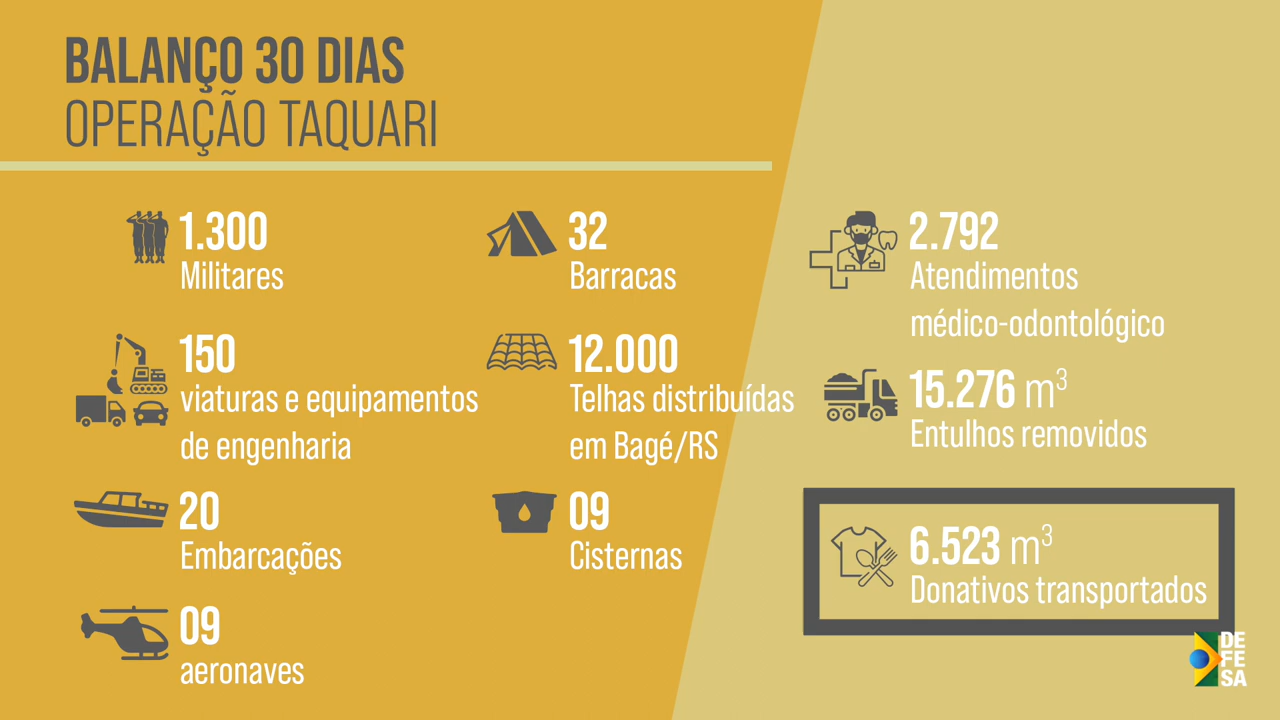 BALANÇO 30 DIAS
OPERAÇÃO TAQUARI
1.300
Militares
150
viaturas e equipamentos
de engenharia
20
Embarcações
09
aeronaves
32
Barracas
12.000
Telhas distribuídas
em Bagé/RS
09
Cisternas
2.792
Atendimentos
médico-odontológico
15.276 m³
Entulhos removidos
6.523 m³
Donativos transportados
DE
FE
SA